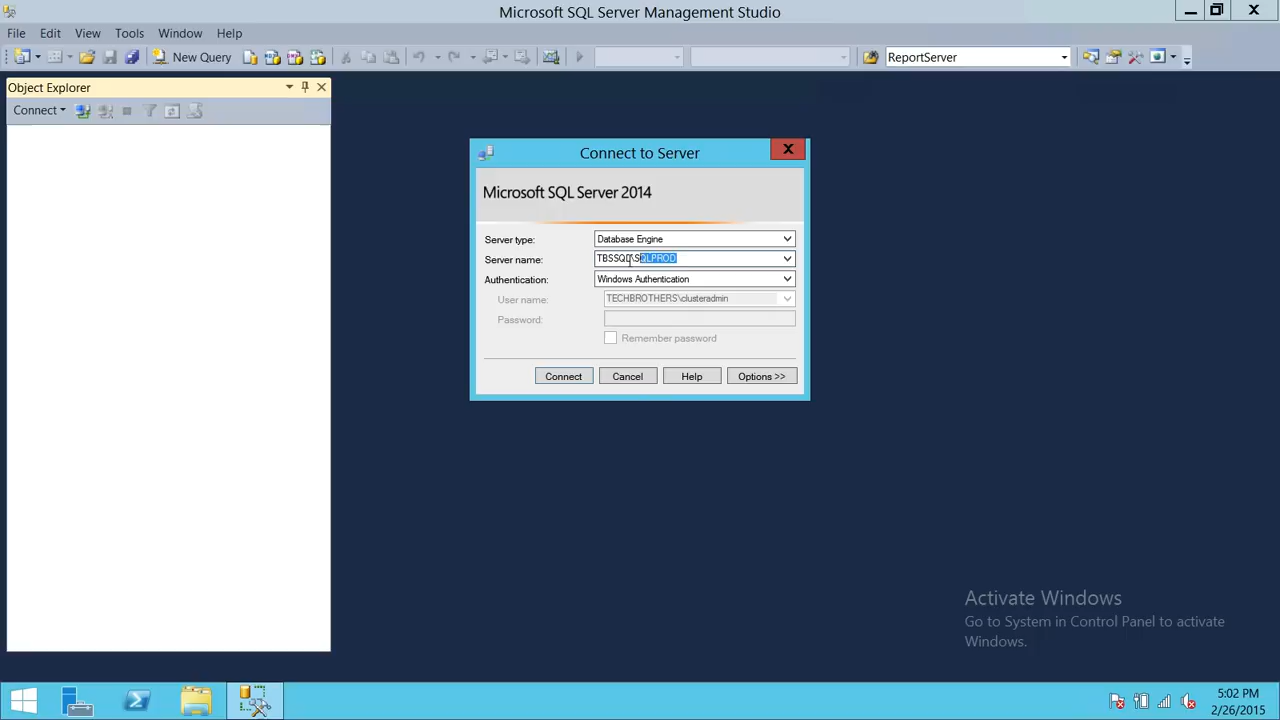 Microsoft SQL Server Management Studio
File Edit View Tools Window Help
New Query ReportServer
Object Explorer
Connect
Connect to Server
Microsoft SQL Server 2014
Server type: Database Engine
Server name: TBSSQL\SQLPROD
Authentication: Windows Authentication
User name: TECHBROTHERS\clusteradmin
Password:
Remember password
Connect Cancel Help Options >>
Activate Windows
Go to System in Control Panel to activate
Windows.
5:02 PM
2/26/2015